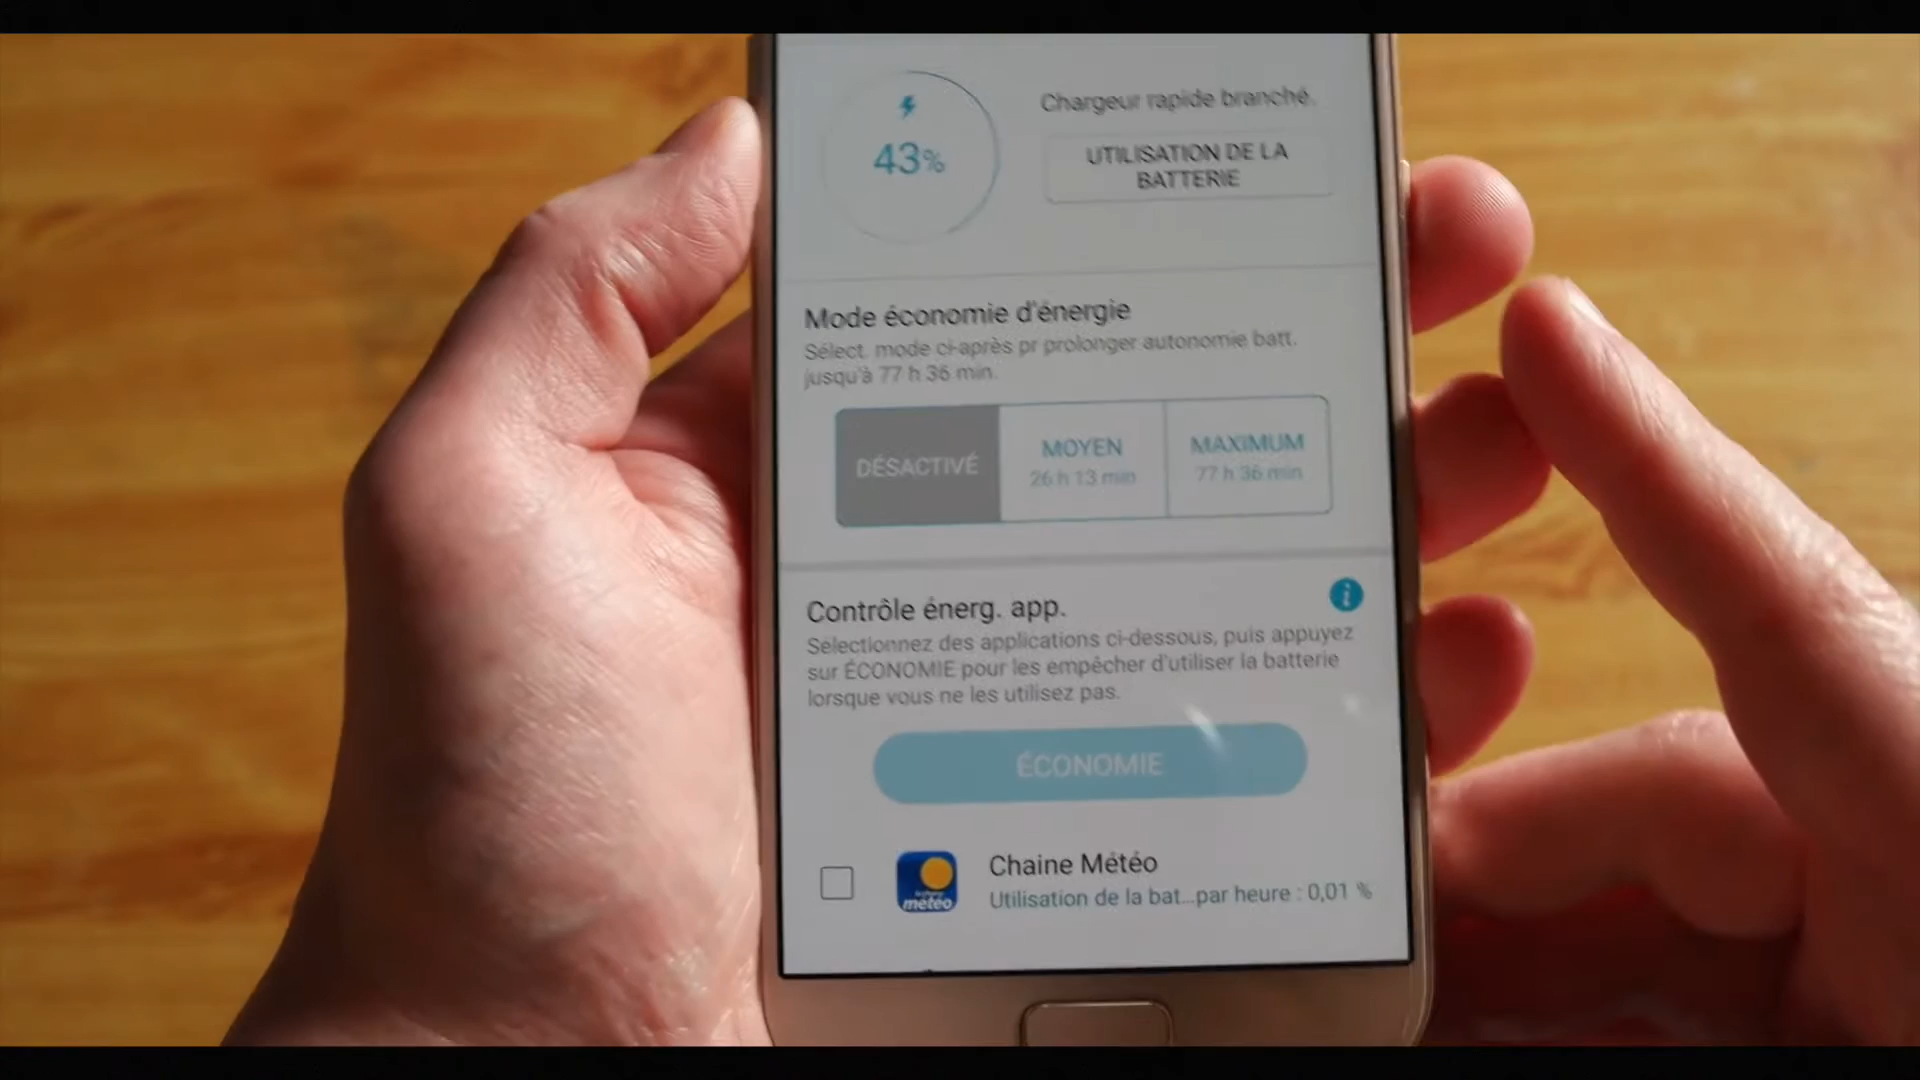 43%
Chargeur rapide branché.
UTILISATION DE LA
BATTERIE
Mode économie d'énergie
Sélect. mode ci-après pr prolonger autonomie batt.
jusqu'à 77 h 36 min.
DÉSACTIVÉ
MOYEN
26 h 13 min
MAXIMUM
77 h 36 min
Contrôle énerg. app.
Sélectionnez des applications ci-dessous, puis appuyez
sur ÉCONOMIE pour les empêcher d'utiliser la batterie
lorsque vous ne les utilisez pas.
ÉCONOMIE
météo
Chaine Météo
Utilisation de la bat...par heure : 0,01 %